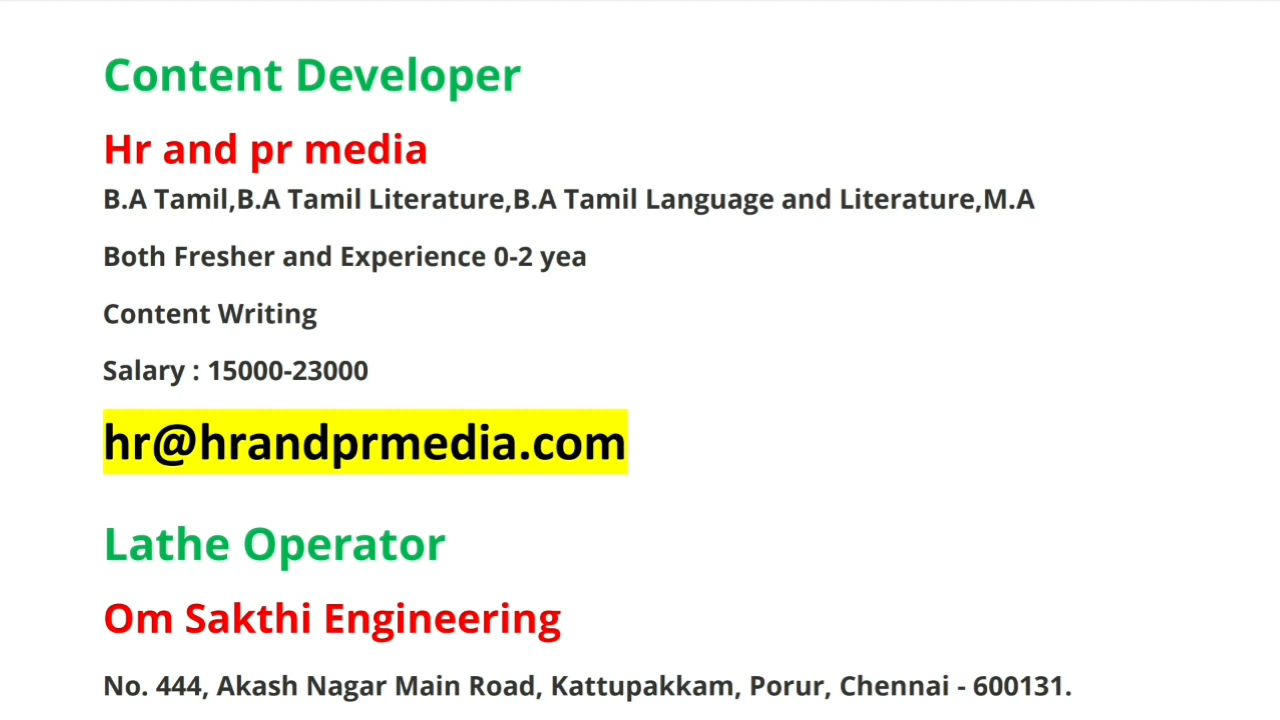 Content Developer
Hr and pr media
B.A Tamil,B.A Tamil Literature,B.A Tamil Language and Literature,M.A
Both Fresher and Experience 0-2 yea
Content Writing
Salary : 15000-23000
hr@hrandprmedia.com
Lathe Operator
Om Sakthi Engineering
No. 444, Akash Nagar Main Road, Kattupakkam, Porur, Chennai - 600131.